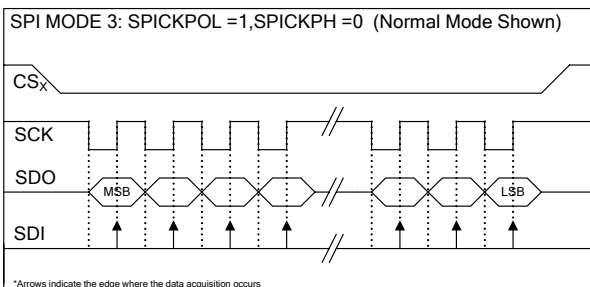 SPI MODE 3: SPICKPOL =1,SPICKPH =0 (Normal Mode Shown)
CSX
SCK
SDO
MSB
LSB
SDI
*Arrows indicate the edge where the data acquisition occurs